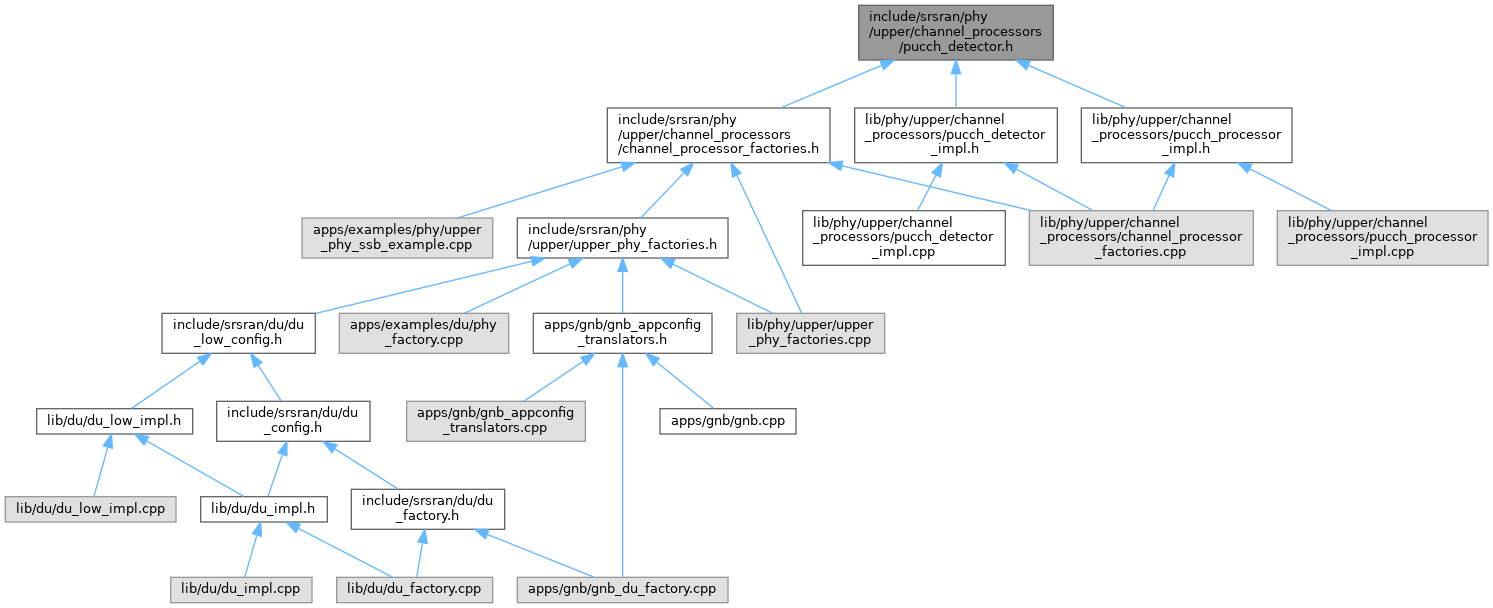 include/srsran/phy
/upper/channel_processors
/pucch_detector.h
include/srsran/phy
/upper/channel_processors
/channel_processor_factories.h
lib/phy/upper/channel
_processors/pucch_detector
_impl.h
lib/phy/upper/channel
_processors/pucch_processor
_impl.h
apps/examples/phy/upper
_phy_ssb_example.cpp
include/srsran/phy
/upper/upper_phy_factories.h
lib/phy/upper/channel
_processors/pucch_detector
_impl.cpp
lib/phy/upper/channel
_processors/channel_processor
_factories.cpp
lib/phy/upper/channel
_processors/pucch_processor
_impl.cpp
include/srsran/du/du
_low_config.h
apps/examples/du/phy
_factory.cpp
apps/gnb/gnb_appconfig
_translators.h
lib/phy/upper/upper
_phy_factories.cpp
lib/du/du_low_impl.h
include/srsran/du/du
_config.h
apps/gnb/gnb_appconfig
_translators.cpp
apps/gnb/gnb.cpp
lib/du/du_low_impl.cpp
lib/du/du_impl.h
include/srsran/du/du
_factory.h
lib/du/du_impl.cpp
lib/du/du_factory.cpp
apps/gnb/gnb_du_factory.cpp